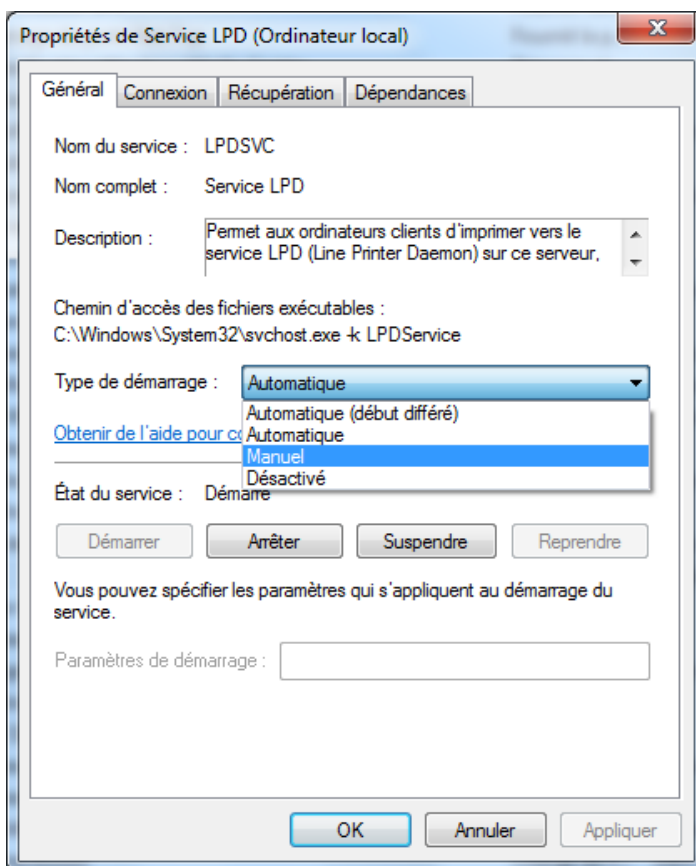 Propriétés de Service LPD (Ordinateur local)
Général Connexion Récupération Dépendances
Nom du service : LPDSVC
Nom complet : Service LPD
Description : Permet aux ordinateurs clients d'imprimer vers le
service LPD (Line Printer Daemon) sur ce serveur,
Chemin d'accès des fichiers exécutables :
C:\Windows\System32\svchost.exe -k LPDService
Type de démarrage : Automatique
Automatique (début différé)
Obtenir de l'aide pour Automatique
Manuel
Désactivé
État du service : Démarré
Démarrer Arrêter Suspendre Reprendre
Vous pouvez spécifier les paramètres qui s'appliquent au démarrage du
service.
Paramètres de démarrage :
OK Annuler Appliquer